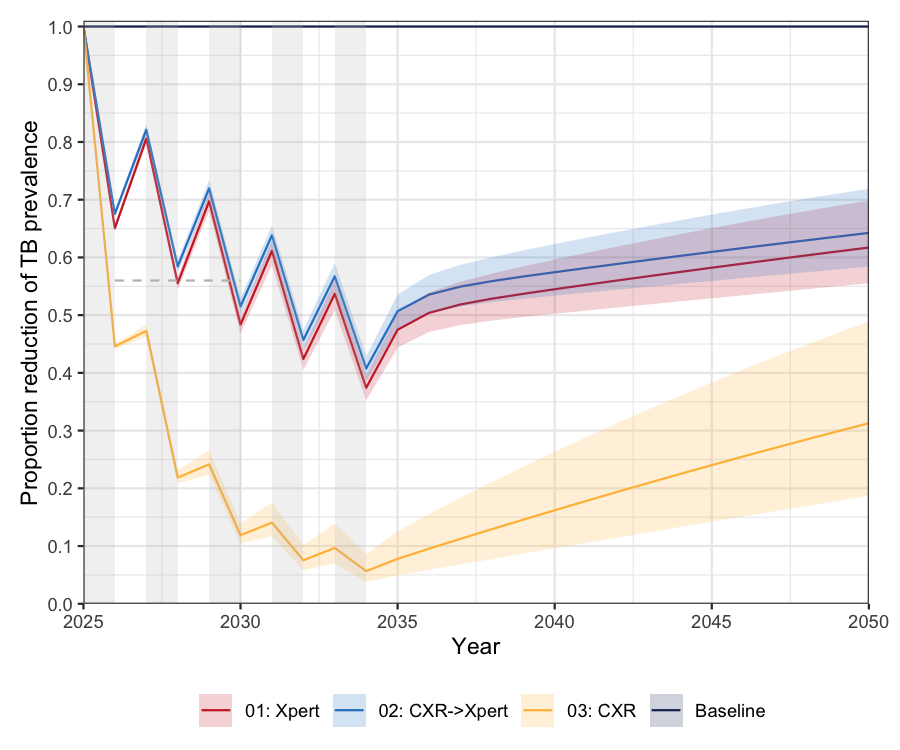 Proportion reduction of TB prevalence
1.0
0.9
0.8
0.7
0.6
0.5
0.4
0.3
0.2
0.1
0.0
2025 2030 2035 2040 2045 2050
Year
01: Xpert 02: CXR->Xpert 03: CXR Baseline